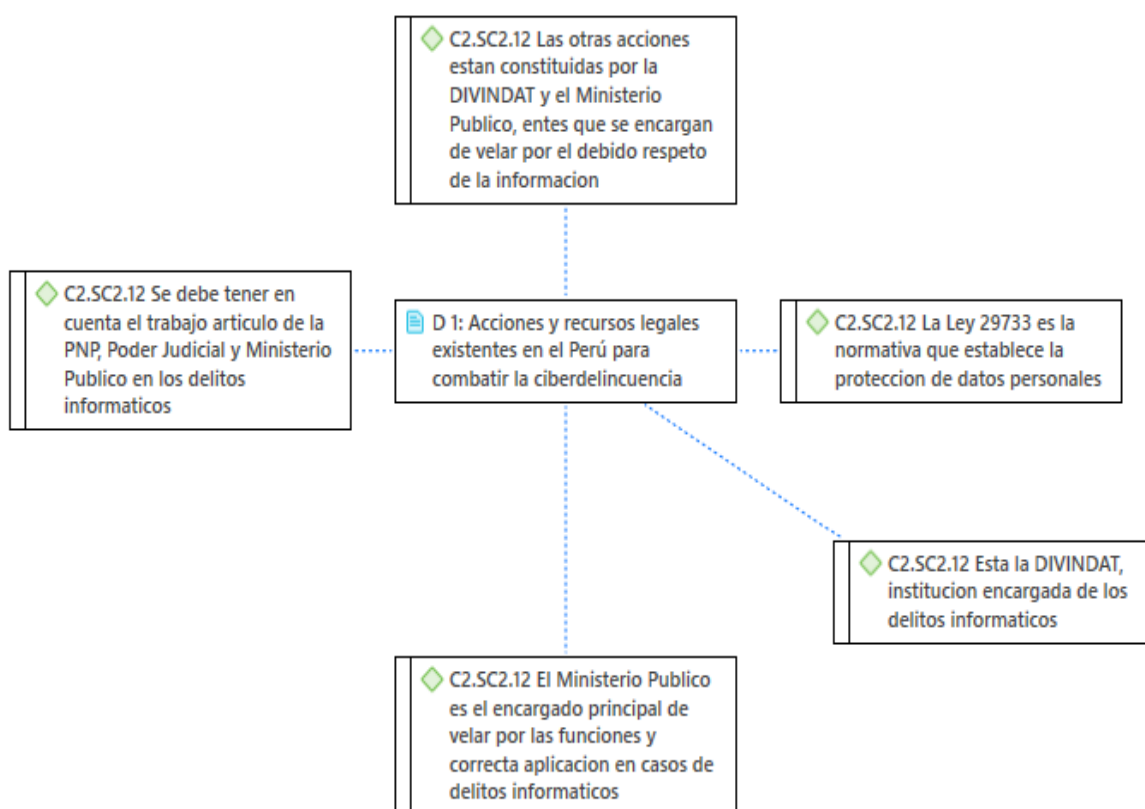 C2.SC2.12 Las otras acciones
estan constituidas por la
DIVINDAT y el Ministerio
Publico, entes que se encargan
de velar por el debido respeto
de la informacion
C2.SC2.12 Se debe tener en
cuenta el trabajo articulo de la
PNP, Poder Judicial y Ministerio
Publico en los delitos
informaticos
D 1: Acciones y recursos legales
existentes en el Perú para
combatir la ciberdelincuencia
C2.SC2.12 La Ley 29733 es la
normativa que establece la
proteccion de datos personales
C2.SC2.12 Esta la DIVINDAT,
institucion encargada de los
delitos informaticos
C2.SC2.12 El Ministerio Publico
es el encargado principal de
velar por las funciones y
correcta aplicacion en casos de
delitos informaticos